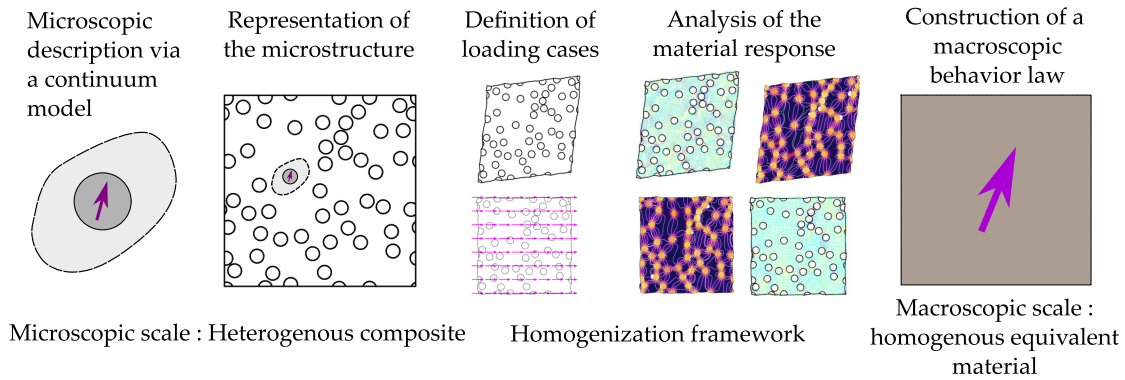 Microscopic
description via
a continuum
model
Representation of
the microstructure
Definition of
loading cases
Analysis of the
material response
Construction of a
macroscopic
behavior law
Microscopic scale : Heterogenous composite
Homogenization framework
Macroscopic scale :
homogenous equivalent
material